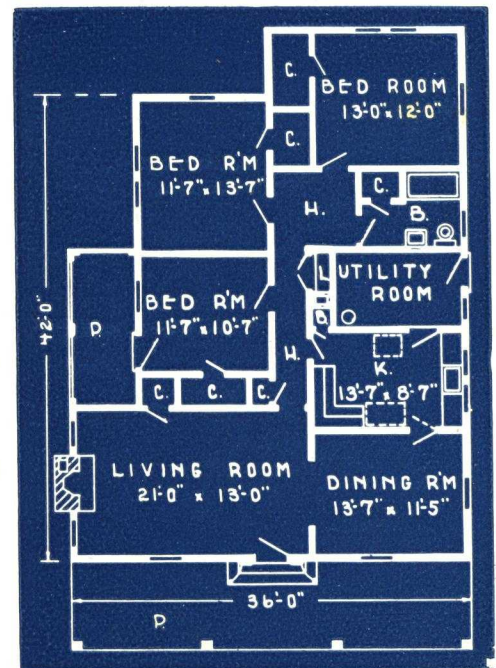 C.
BED ROOM
13'-0" x 12'-0"
C.
BED R'M
11'-7" x 13'-7"
C.
H.
B.
L
UTILITY
ROOM
BED R'M
11'-7" x 10'-7"
P.
42'-0"
B
H.
K.
13'-7" x 8'-7"
C.
C.
C.
LIVING ROOM
21'-0" x 13'-0"
DINING R'M
13'-7" x 11'-5"
36'-0"
P.